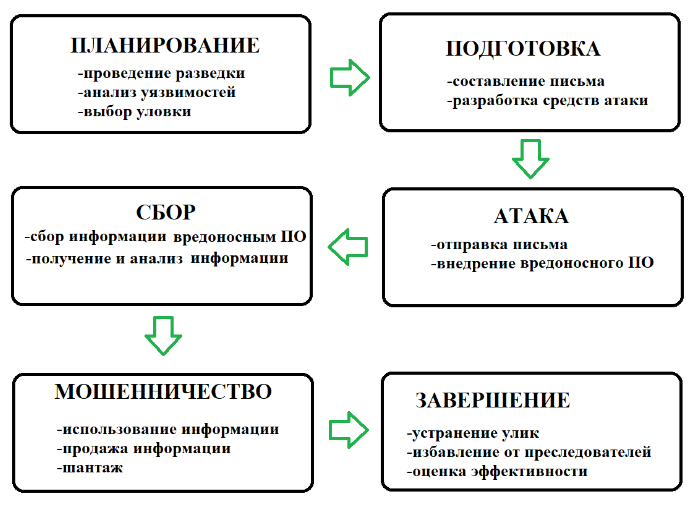 ПЛАНИРОВАНИЕ
-проведение разведки
-анализ уязвимостей
-выбор уловки
ПОДГОТОВКА
-составление письма
-разработка средств атаки
АТАКА
-отправка письма
-внедрение вредоносного ПО
СБОР
-сбор информации вредоносным ПО
-получение и анализ информации
МОШЕННИЧЕСТВО
-использование информации
-продажа информации
-шантаж
ЗАВЕРШЕНИЕ
-устранение улик
-избавление от преследователей
-оценка эффективности